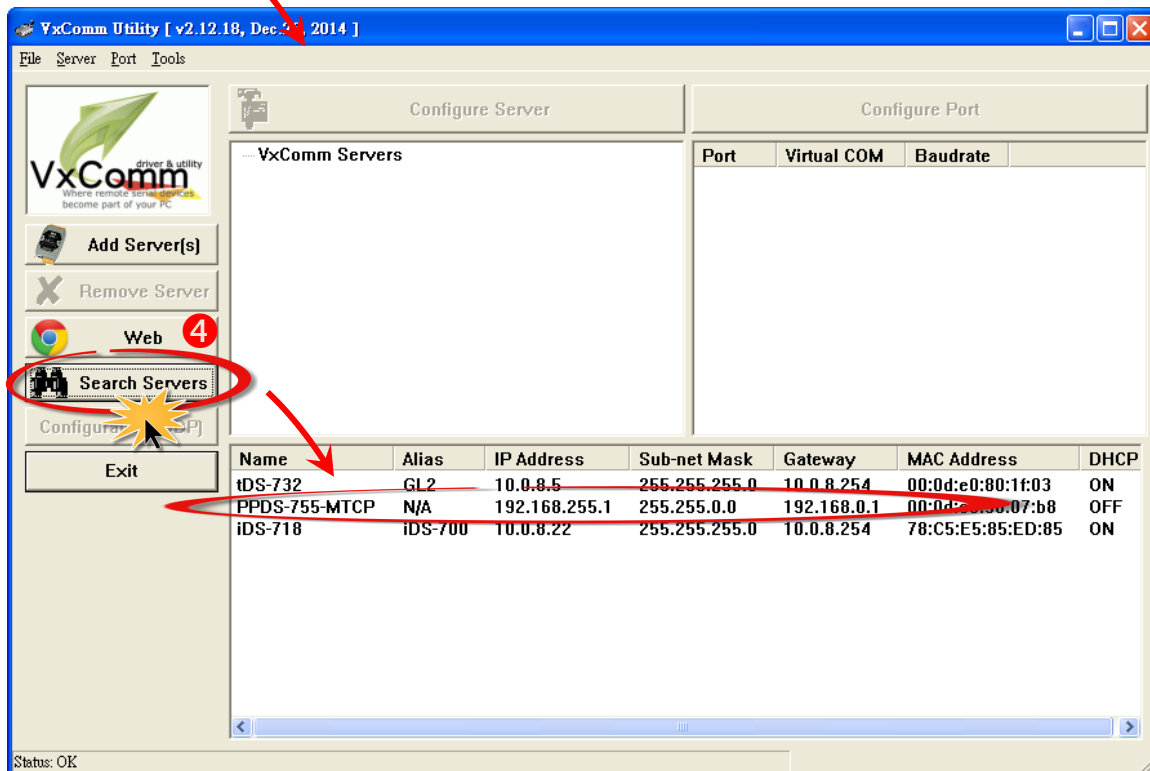 VxComm Utility [ v2.12.18, Dec. 2014 ]
File Server Port Tools
Configure Server
Configure Port
VxComm
driver & utility
Where remote serial devices
become part of your PC
VxComm Servers
Port Virtual COM Baudrate
Add Server(s)
Remove Server
Web
4
Search Servers
Exit
Name Alias IP Address Sub-net Mask Gateway MAC Address DHCP
tDS-732 GL2 10.0.8.5 255.255.255.0 10.0.8.254 00:0d:e0:80:1f:03 ON
PPDS-755-MTCP N/A 192.168.255.1 255.255.0.0 192.168.0.1 OFF
iDS-718 iDS-700 10.0.8.22 255.255.255.0 10.0.8.254 78:C5:E5:85:ED:85 ON
Status: OK